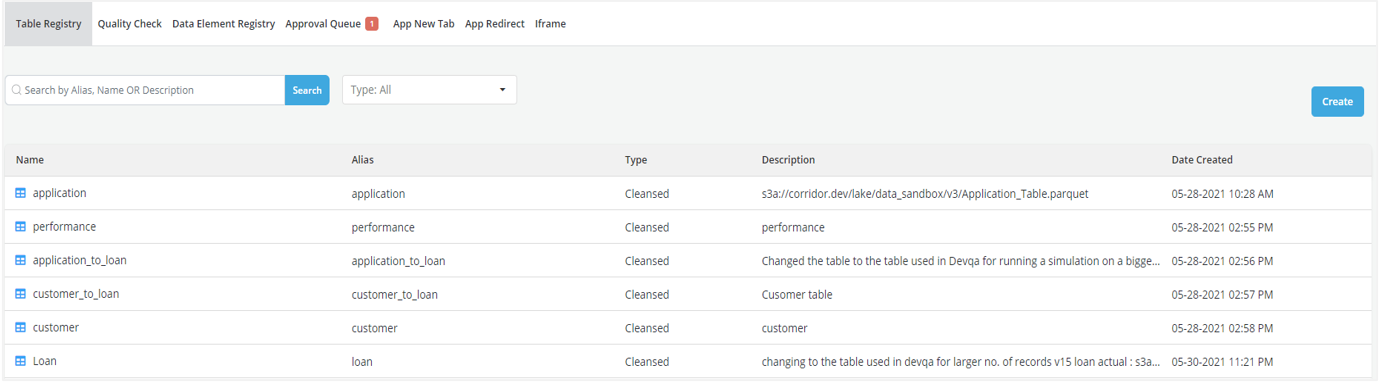 Table Registry Quality Check Data Element Registry Approval Queue 1 App New Tab App Redirect Iframe
Search by Alias, Name OR Description Search Type: All
Create
Name Alias Type Description Date Created
application application Cleansed s3a://corridor.dev/lake/data_sandbox/v3/Application_Table.parquet 05-28-2021 10:28 AM
performance performance Cleansed performance 05-28-2021 02:55 PM
application_to_loan application_to_loan Cleansed Changed the table to the table used in Devqa for running a simulation on a bigge... 05-28-2021 02:56 PM
customer_to_loan customer_to_loan Cleansed Cusomer table 05-28-2021 02:57 PM
customer customer Cleansed customer 05-28-2021 02:58 PM
Loan loan Cleansed changing to the table used in devqa for larger no. of records v15 loan actual : s3a... 05-30-2021 11:21 PM